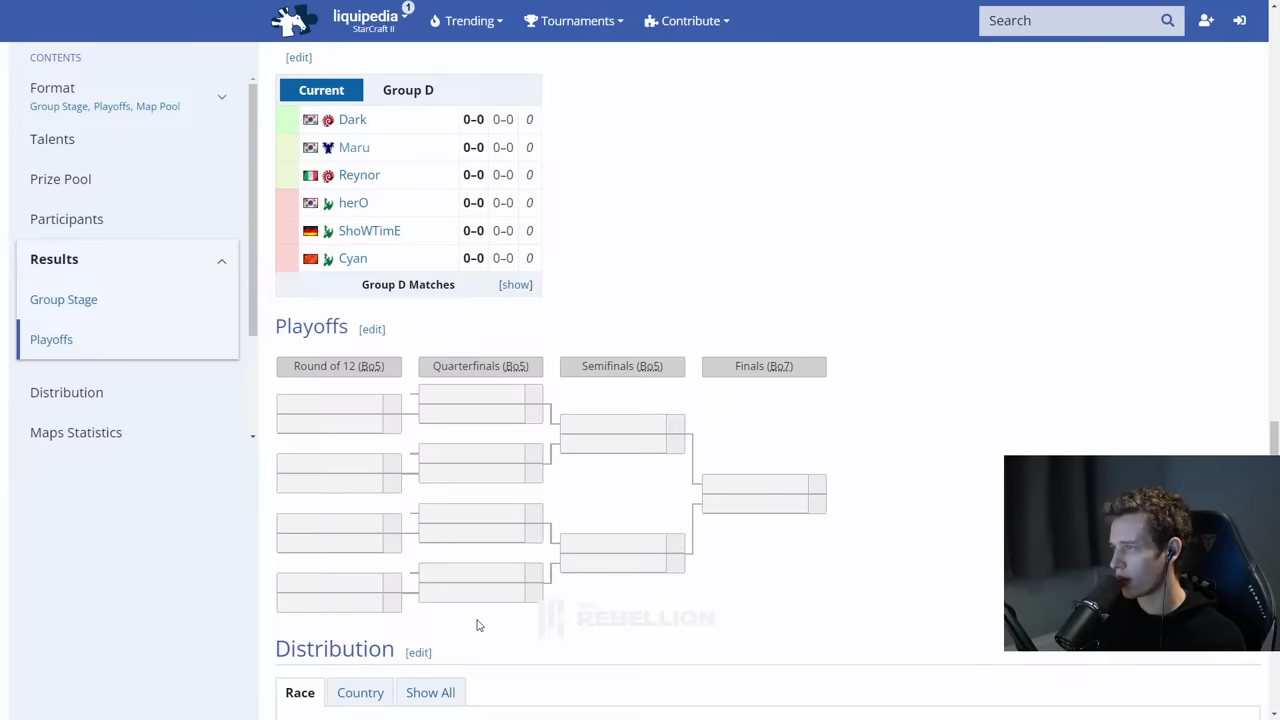 liquipedia
StarCraft II
1
Trending
Tournaments
Contribute
Search
CONTENTS
Format
Group Stage, Playoffs, Map Pool
Talents
Prize Pool
Participants
Results
Group Stage
Playoffs
Distribution
Maps Statistics
[edit]
Current Group D
Dark 0–0 0–0 0
Maru 0–0 0–0 0
Reynor 0–0 0–0 0
herO 0–0 0–0 0
ShoWTimE 0–0 0–0 0
Cyan 0–0 0–0 0
Group D Matches [show]
Playoffs [edit]
Round of 12 (Bo5) Quarterfinals (Bo5) Semifinals (Bo5) Finals (Bo7)
REBELLION
Distribution [edit]
Race Country Show All